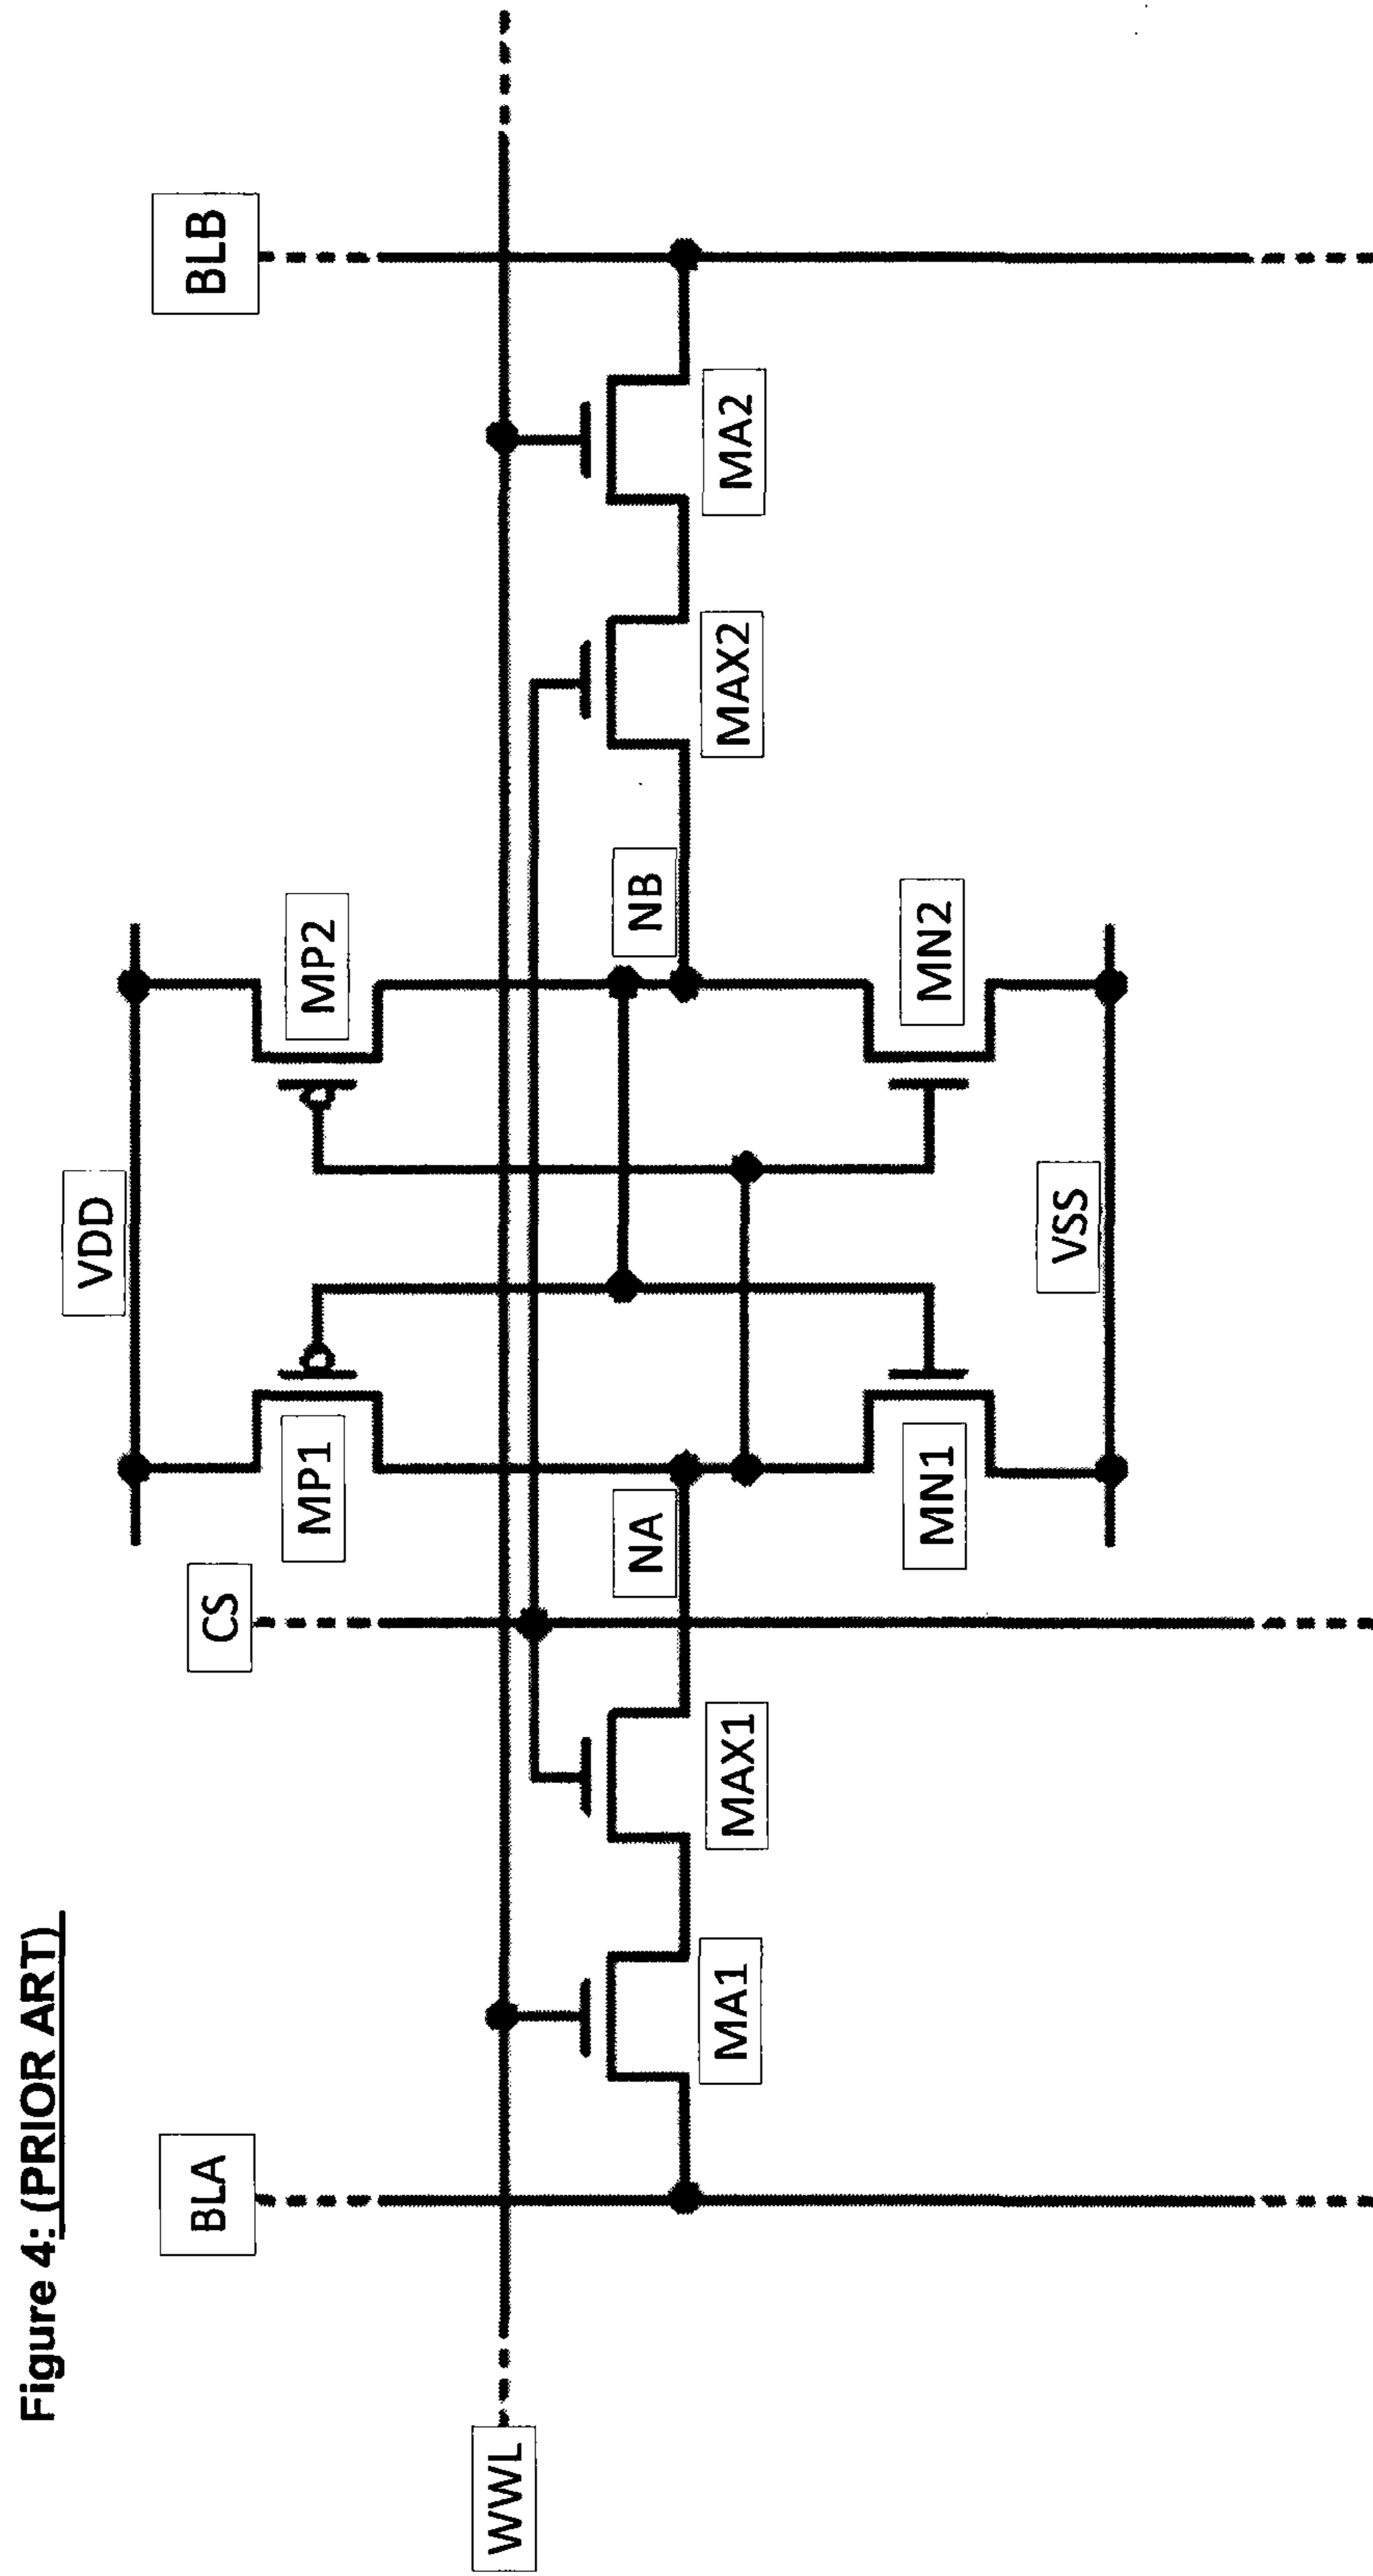 Figure 4: (PRIOR ART)
VDD
BLA
CS
BLB
MP1
MP2
WWL
NA
NB
MA1
MAX1
MAX2
MA2
MN1
MN2
VSS